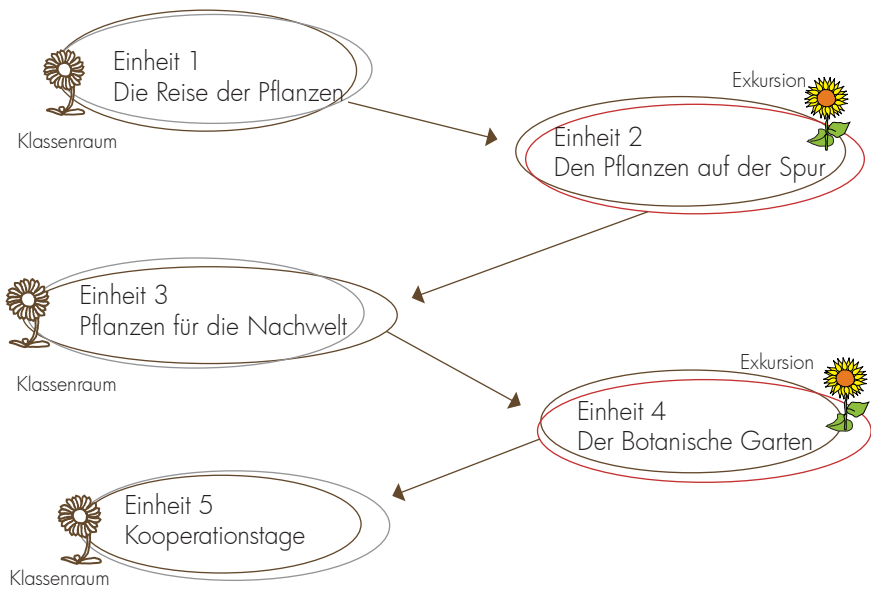 Einheit 1
Die Reise der Pflanzen
Klassenraum
Exkursion
Einheit 2
Den Pflanzen auf der Spur
Einheit 3
Pflanzen für die Nachwelt
Klassenraum
Exkursion
Einheit 4
Der Botanische Garten
Einheit 5
Kooperationstage
Klassenraum